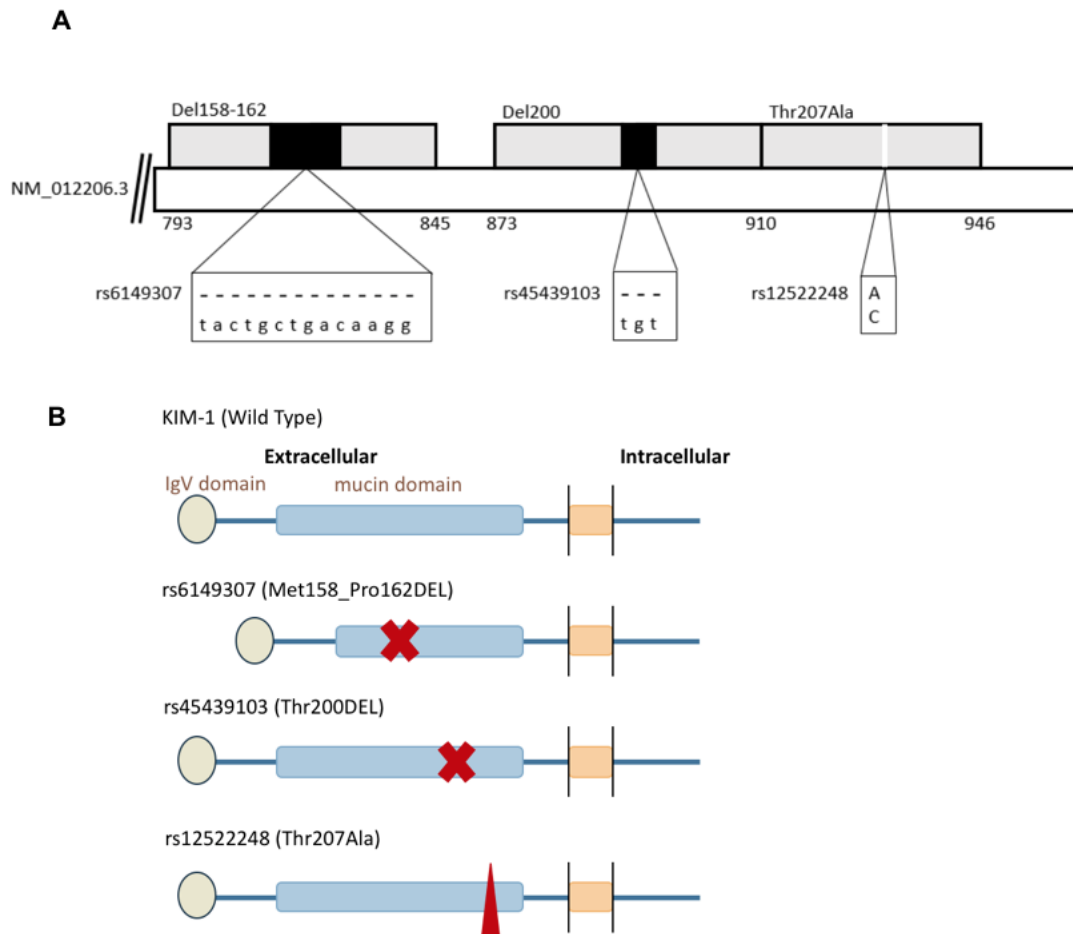 A
Del158-162 Del200 Thr207Ala
NM_012206.3
793 845 873 910 946
rs6149307 - - - - - - - - - - - - - - rs45439103 - - - rs12522248 A
t a c t g c t g a c a a g g t g t C
B KIM-1 (Wild Type)
Extracellular Intracellular
IgV domain mucin domain
rs6149307 (Met158_Pro162DEL)
rs45439103 (Thr200DEL)
rs12522248 (Thr207Ala)